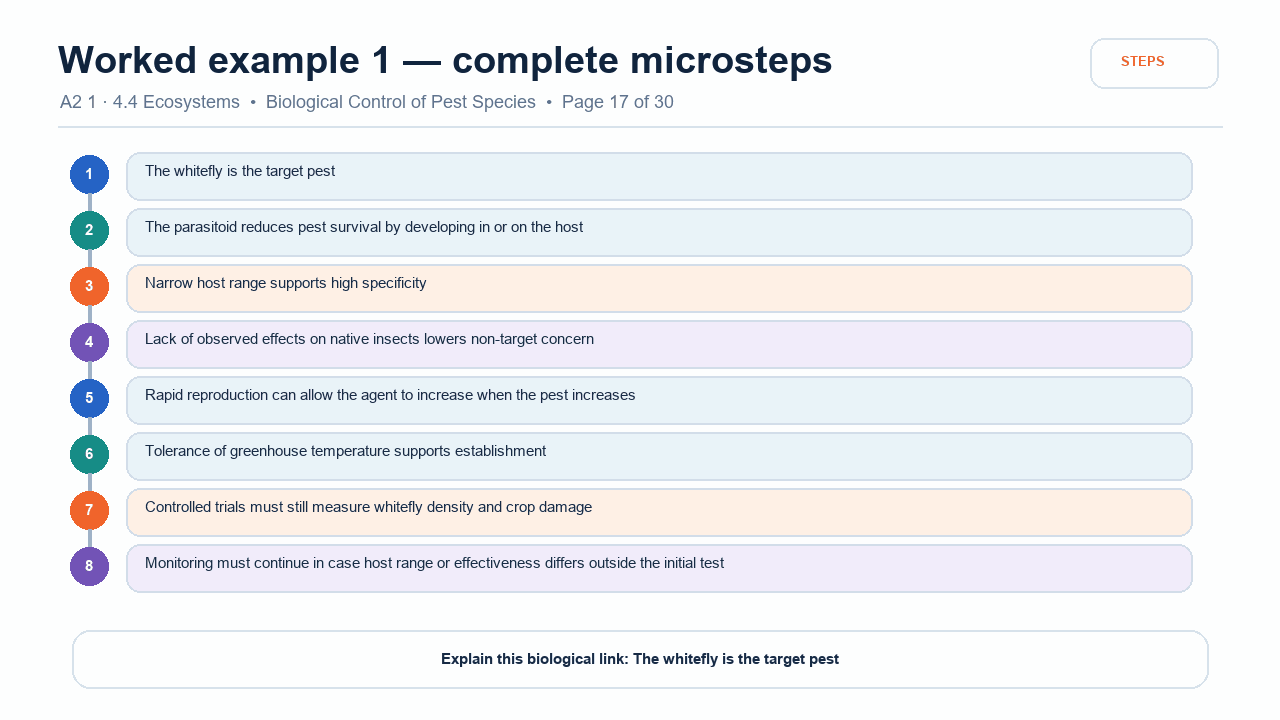 Worked example 1 — complete microsteps
STEPS
A2 1 · 4.4 Ecosystems • Biological Control of Pest Species • Page 17 of 30
1 The whitefly is the target pest
2 The parasitoid reduces pest survival by developing in or on the host
3 Narrow host range supports high specificity
4 Lack of observed effects on native insects lowers non-target concern
5 Rapid reproduction can allow the agent to increase when the pest increases
6 Tolerance of greenhouse temperature supports establishment
7 Controlled trials must still measure whitefly density and crop damage
8 Monitoring must continue in case host range or effectiveness differs outside the initial test
Explain this biological link: The whitefly is the target pest